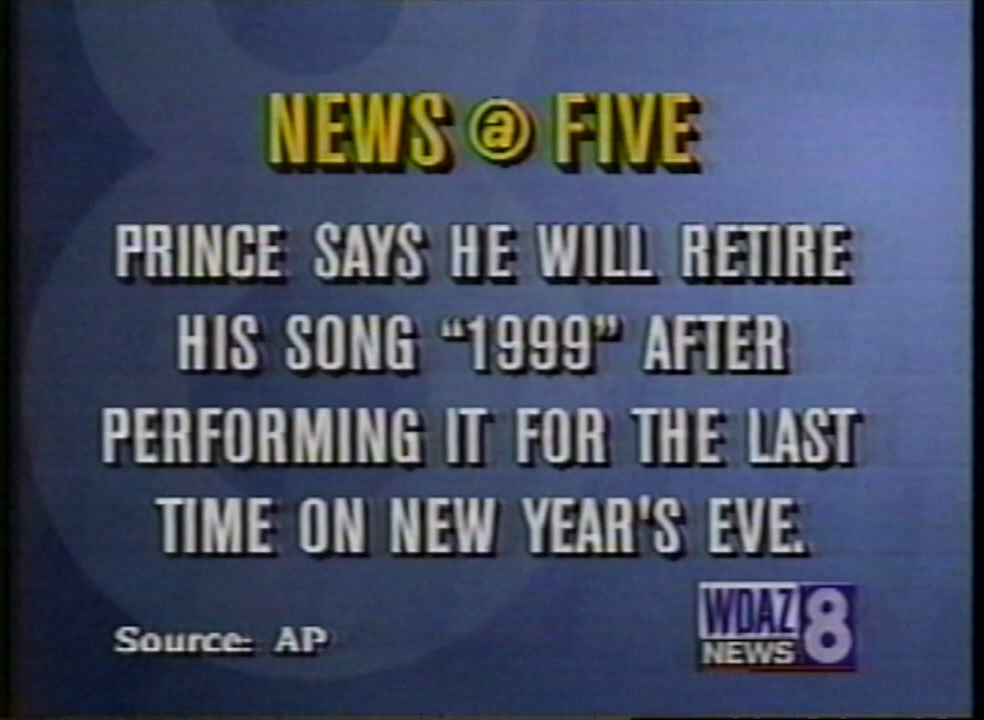 NEWS @ FIVE
PRINCE SAYS HE WILL RETIRE
HIS SONG “1999” AFTER
PERFORMING IT FOR THE LAST
TIME ON NEW YEAR'S EVE.
Source: AP
WDAZ 8
NEWS